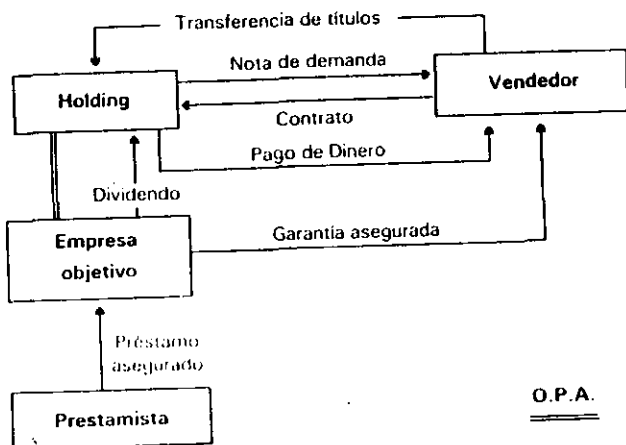 Transferencia de títulos
Nota de demanda
Holding
Vendedor
Contrato
Pago de Dinero
Dividendo
Empresa
objetivo
Garantía asegurada
Préstamo
asegurado
Prestamista
O.P.A.